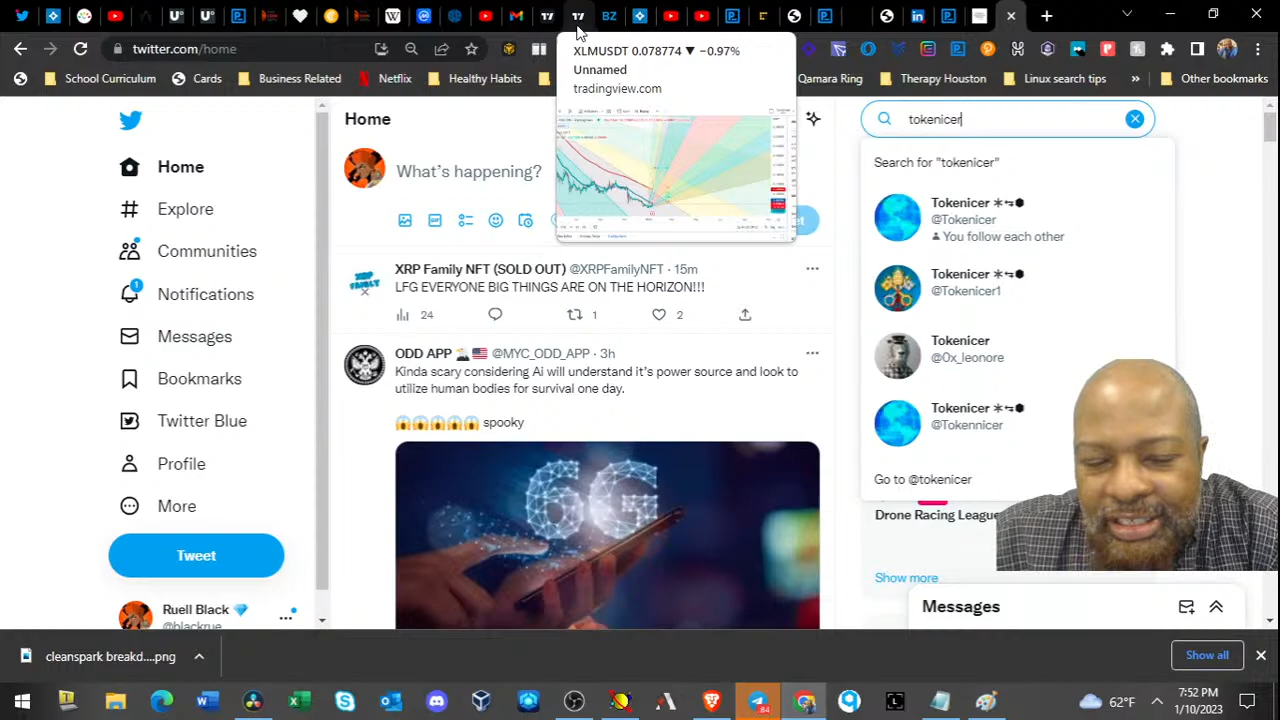 twitter.com/home
School Curriculum
Cards
Business Related
Netflix
Healthy Habits
Qamara Ring
Therapy Houston
Linux search tips
»
Other bookmarks
XLMUSDT 0.078774 ▼ −0.97%
Unnamed
tradingview.com
Home
Explore
Communities
1
Notifications
Messages
Bookmarks
Twitter Blue
Profile
More
Tweet
Ruell Black 💎
@blackrue
Home
What's happening?
XRP Family NFT (SOLD OUT) @XRPFamilyNFT · 15m
LFG EVERYONE BIG THINGS ARE ON THE HORIZON!!!
24
1
2
ODD APP 🇺🇸 @MYC_ODD_APP · 3h
Kinda scary considering Ai will understand it's power source and look to
utilize human bodies for survival one day.
😱😱😱😱😱 spooky
6G
tokenicer
Search for "tokenicer"
Tokenicer ✳⇆⬢
@Tokenicer
You follow each other
Tokenicer ✳⇆⬢
@Tokenicer1
Tokenicer
@0x_leonore
Tokenicer ✳⇆⬢
@Tokennicer
Go to @tokenicer
Drone Racing League
Show more
Messages
cleanspark breakd....png
Show all
84
62°F
7:52 PM
1/10/2023